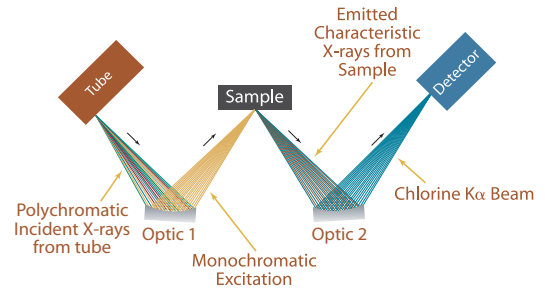 Emitted
Characteristic
X-rays from
Sample
Tube
Sample
Detector
Polychromatic
Incident X-rays
from tube
Optic 1
Monochromatic
Excitation
Optic 2
Chlorine Kα Beam